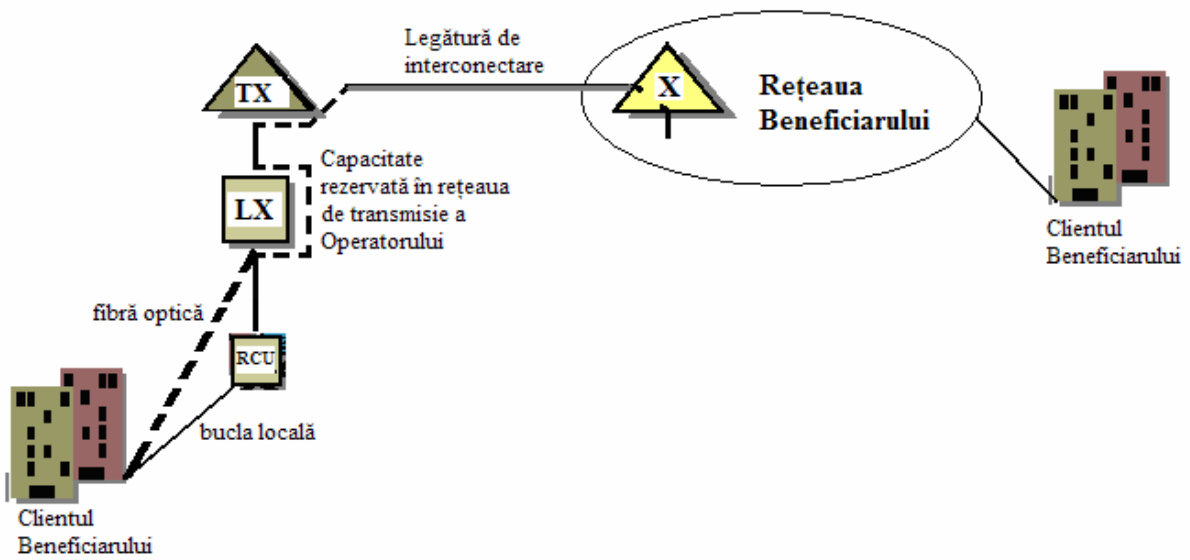 Legătură de
interconectare
TX
X
Rețeaua
Beneficiarului
Capacitate
rezervată în rețeaua
de transmisie a
Operatorului
LX
Clientul
Beneficiarului
fibră optică
RCU
bucla locală
Clientul
Beneficiarului